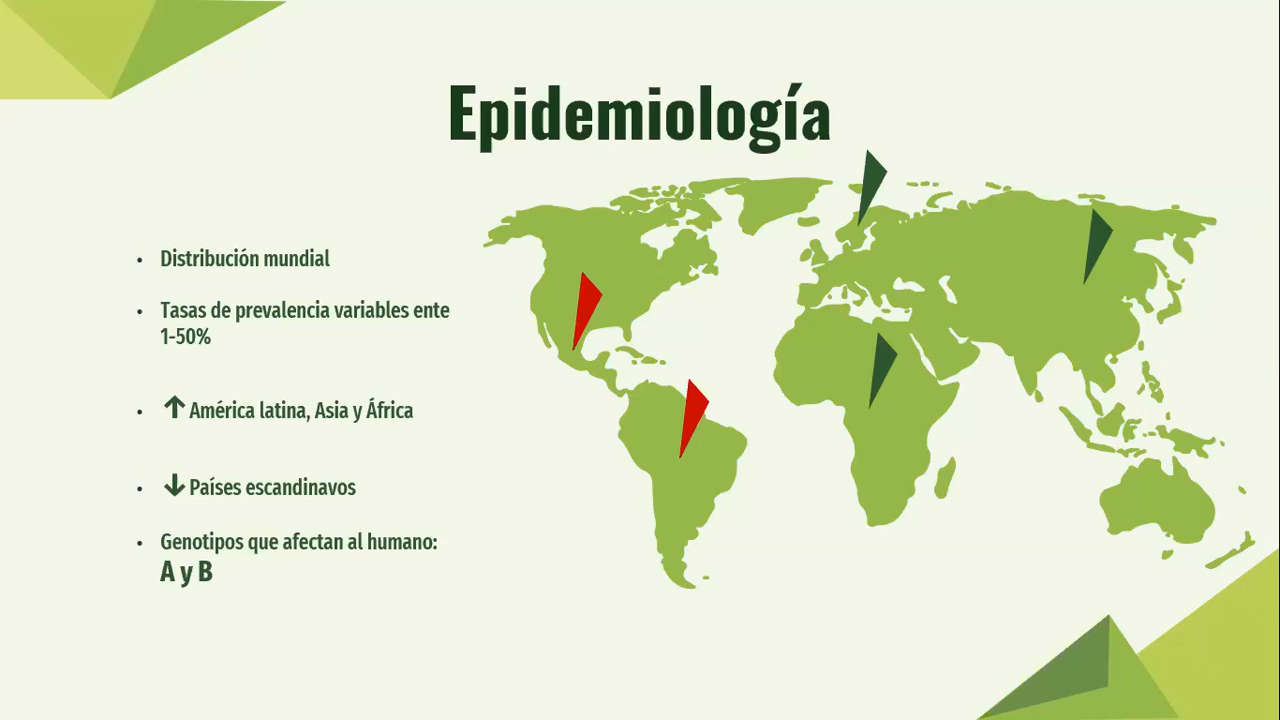 Epidemiología
• Distribución mundial
• Tasas de prevalencia variables ente
1-50%
• ↑ América latina, Asia y África
• ↓ Países escandinavos
• Genotipos que afectan al humano:
A y B